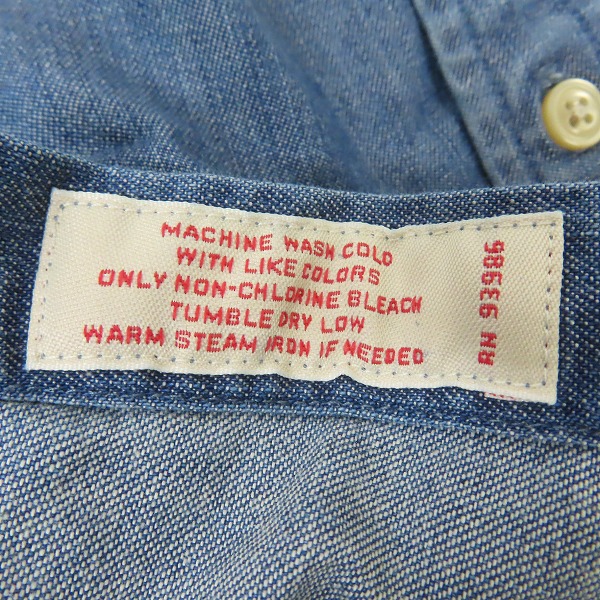 MACHINE WASH COLD
WITH LIKE COLORS
ONLY NON-CHLORINE BLEACH
TUMBLE DRY LOW
WARM STEAM IRON IF NEEDED
RN 93986